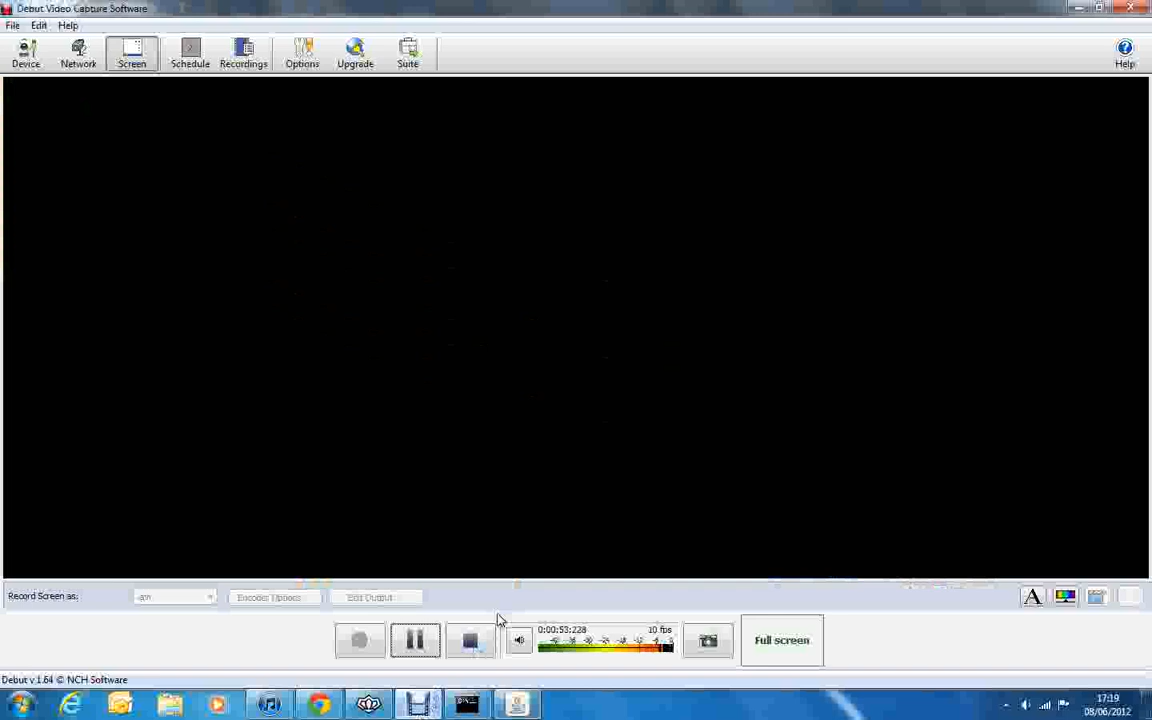 Debut Video Capture Software
File Edit Help
Device Network Screen Schedule Recordings Options Upgrade Suite Help
Record Screen as: .avi Encoder Options Edit Output
0:00:53:228 10 fps
Full screen
Debut v 1.64 © NCH Software
17:19
08/06/2012